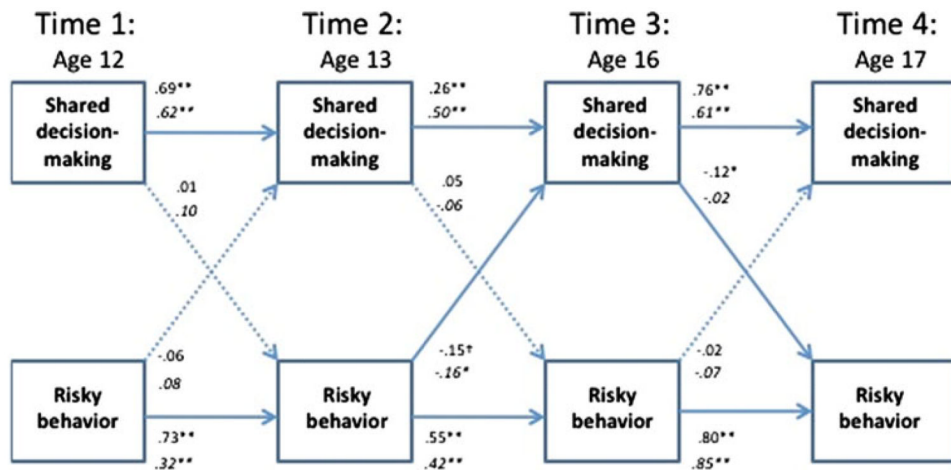 Time 1: Time 2: Time 3: Time 4:
Age 12 Age 13 Age 16 Age 17
Shared
decision-
making
.69**
.62**
Shared
decision-
making
.26**
.50**
Shared
decision-
making
.76**
.61**
Shared
decision-
making
.01
.10
.05
-.06
-.12*
-.02
-.06
.08
-.15†
-.16*
-.02
-.07
Risky
behavior
.73**
.32**
Risky
behavior
.55**
.42**
Risky
behavior
.80**
.85**
Risky
behavior